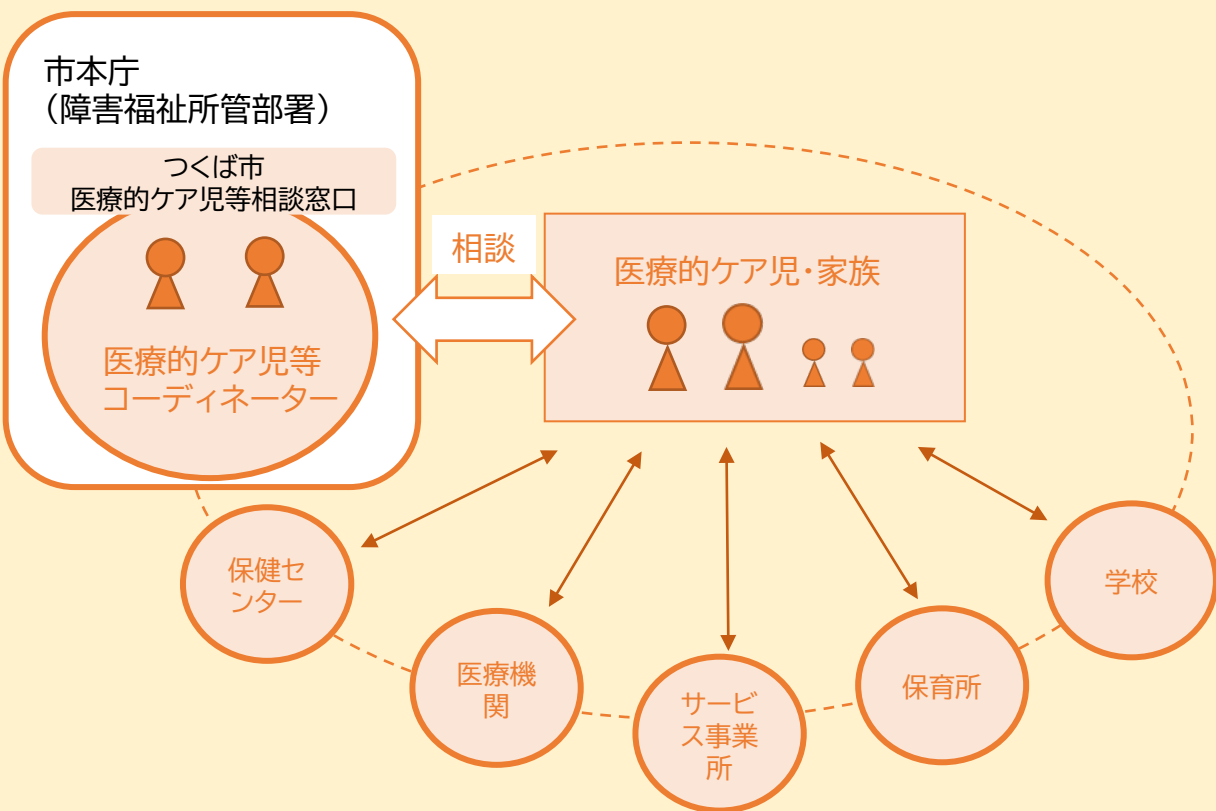 市本庁
（障害福祉所管部署）
つくば市
医療的ケア児等相談窓口
医療的ケア児等
コーディネーター
相談
医療的ケア児・家族
保健セ
ンター
医療機
関
サービ
ス事業
所
保育所
学校